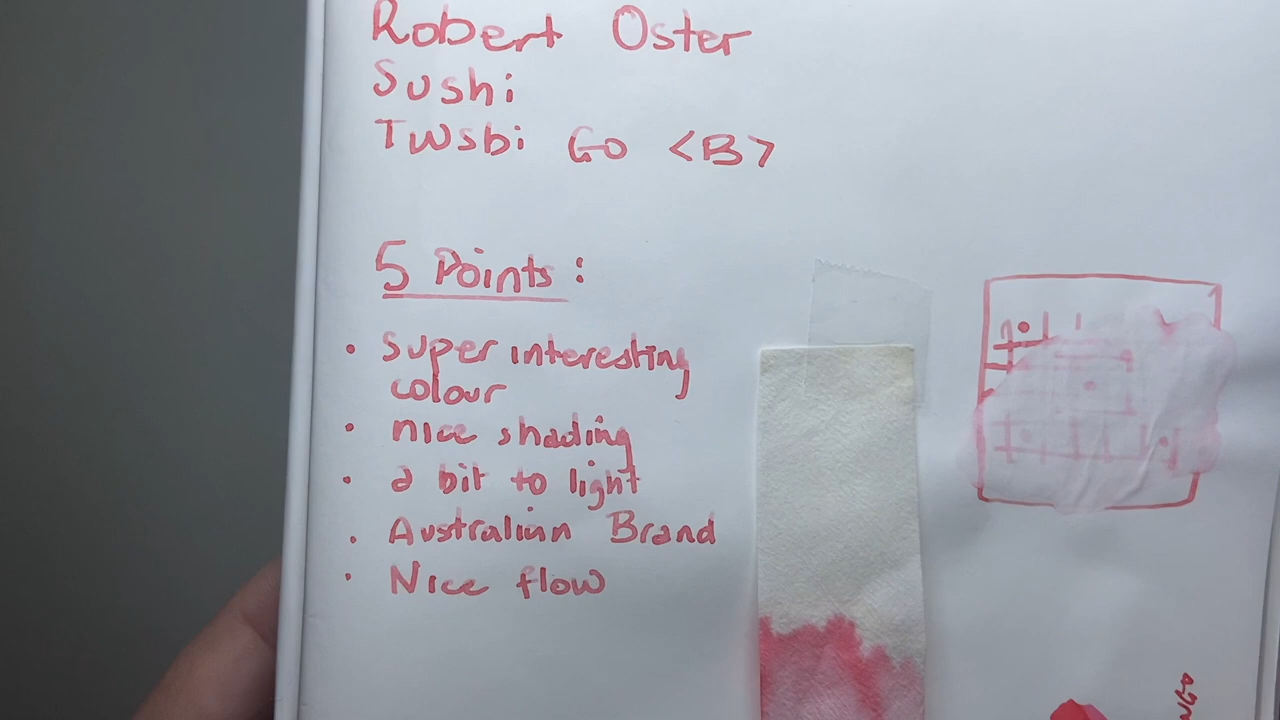 Robert Oster
Sushi
Twsbi Go <B>
5 Points:
• super interesting
colour
• nice shading
• a bit to light
• Australian Brand
• Nice flow